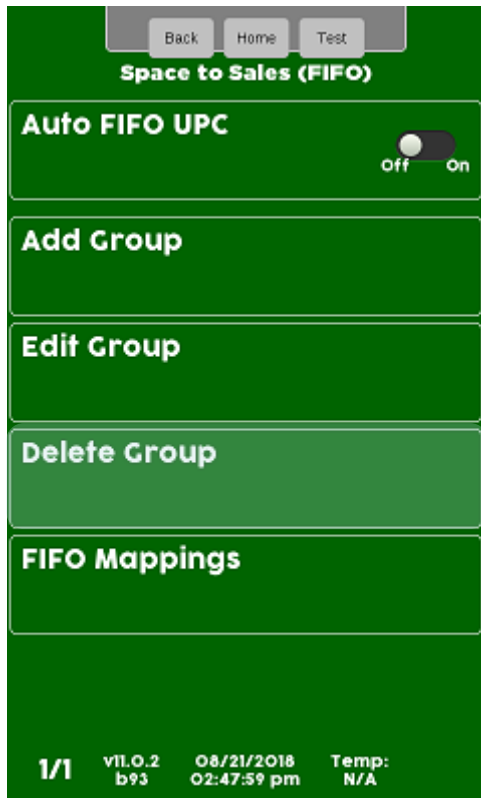 Back Home Test
Space to Sales (FIFO)
Auto FIFO UPC
Off On
Add Group
Edit Group
Delete Group
FIFO Mappings
1/1 v11.0.2 08/21/2018 Temp:
b93 02:47:59 pm N/A